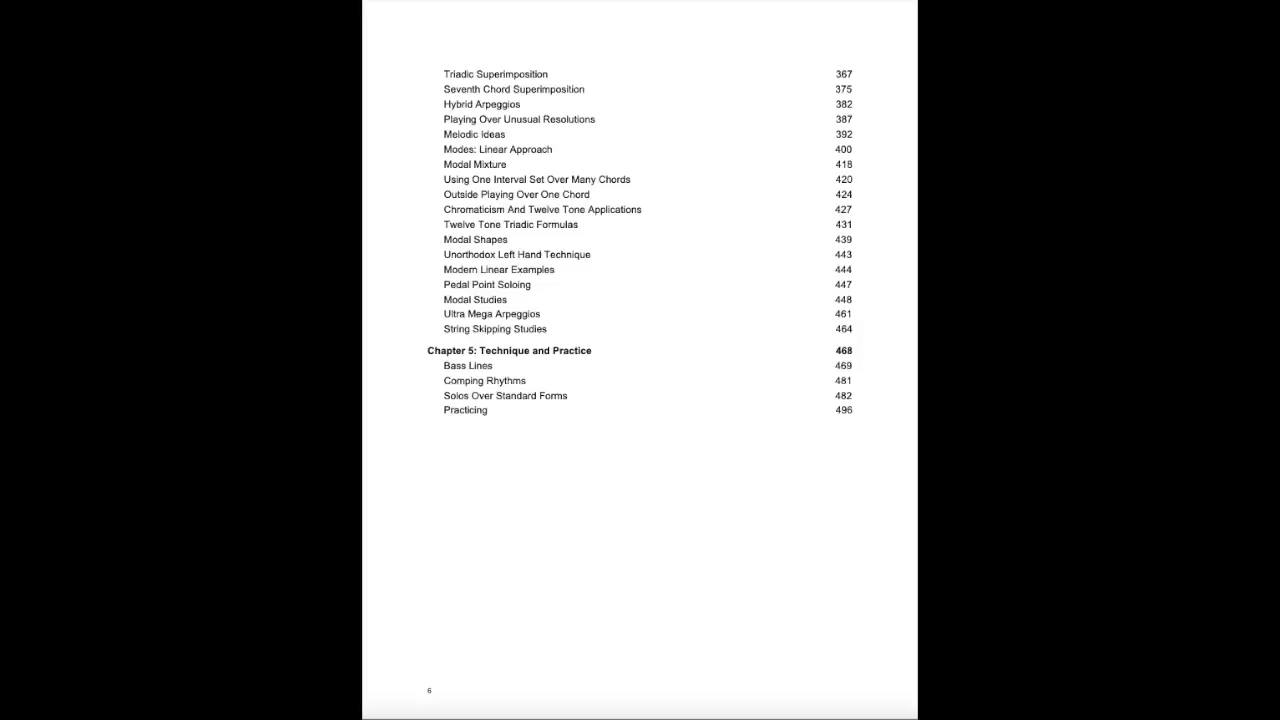 Triadic Superimposition 367
Seventh Chord Superimposition 375
Hybrid Arpeggios 382
Playing Over Unusual Resolutions 387
Melodic Ideas 392
Modes: Linear Approach 400
Modal Mixture 418
Using One Interval Set Over Many Chords 420
Outside Playing Over One Chord 424
Chromaticism And Twelve Tone Applications 427
Twelve Tone Triadic Formulas 431
Modal Shapes 439
Unorthodox Left Hand Technique 443
Modern Linear Examples 444
Pedal Point Soloing 447
Modal Studies 448
Ultra Mega Arpeggios 461
String Skipping Studies 464
Chapter 5: Technique and Practice 468
Bass Lines 469
Comping Rhythms 481
Solos Over Standard Forms 482
Practicing 496
6